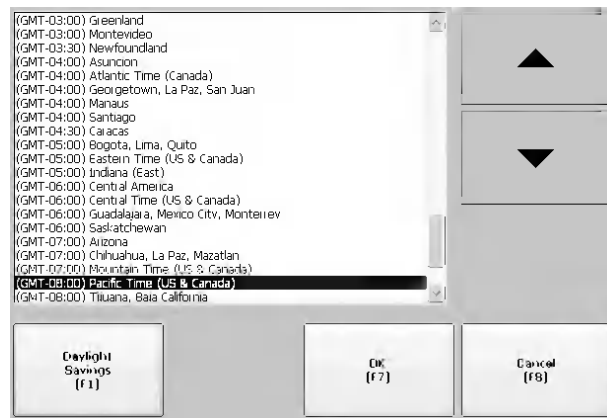 (GMT-03:00) Greenland
(GMT-03:00) Montevideo
(GMT-03:30) Newfoundland
(GMT-04:00) Asuncion
(GMT-04:00) Atlantic Time (Canada)
(GMT-04:00) Georgetown, La Paz, San Juan
(GMT-04:00) Manaus
(GMT-04:00) Santiago
(GMT-04:30) Caracas
(GMT-05:00) Bogota, Lima, Quito
(GMT-05:00) Eastern Time (US & Canada)
(GMT-05:00) Indiana (East)
(GMT-06:00) Central America
(GMT-06:00) Central Time (US & Canada)
(GMT-06:00) Guadalajara, Mexico City, Monterrey
(GMT-06:00) Saskatchewan
(GMT-07:00) Arizona
(GMT-07:00) Chihuahua, La Paz, Mazatlan
(GMT-07:00) Mountain Time (US & Canada)
(GMT-08:00) Pacific Time (US & Canada)
(GMT-08:00) Tijuana, Baja California
Daylight
Savings
[F1]
OK
[F7]
Cancel
[F8]